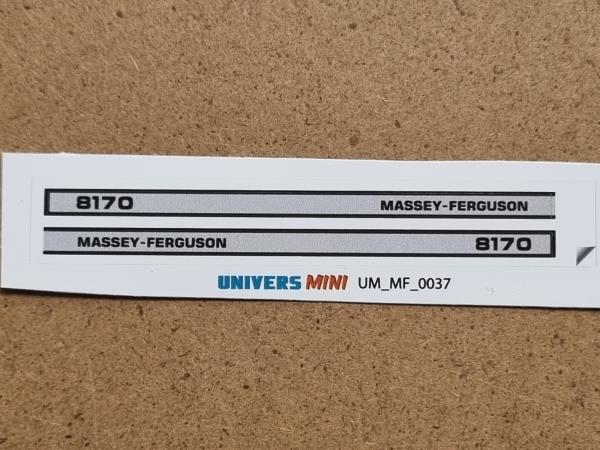 8170 MASSEY-FERGUSON
MASSEY-FERGUSON 8170
UNIVERS MINI UM_MF_0037